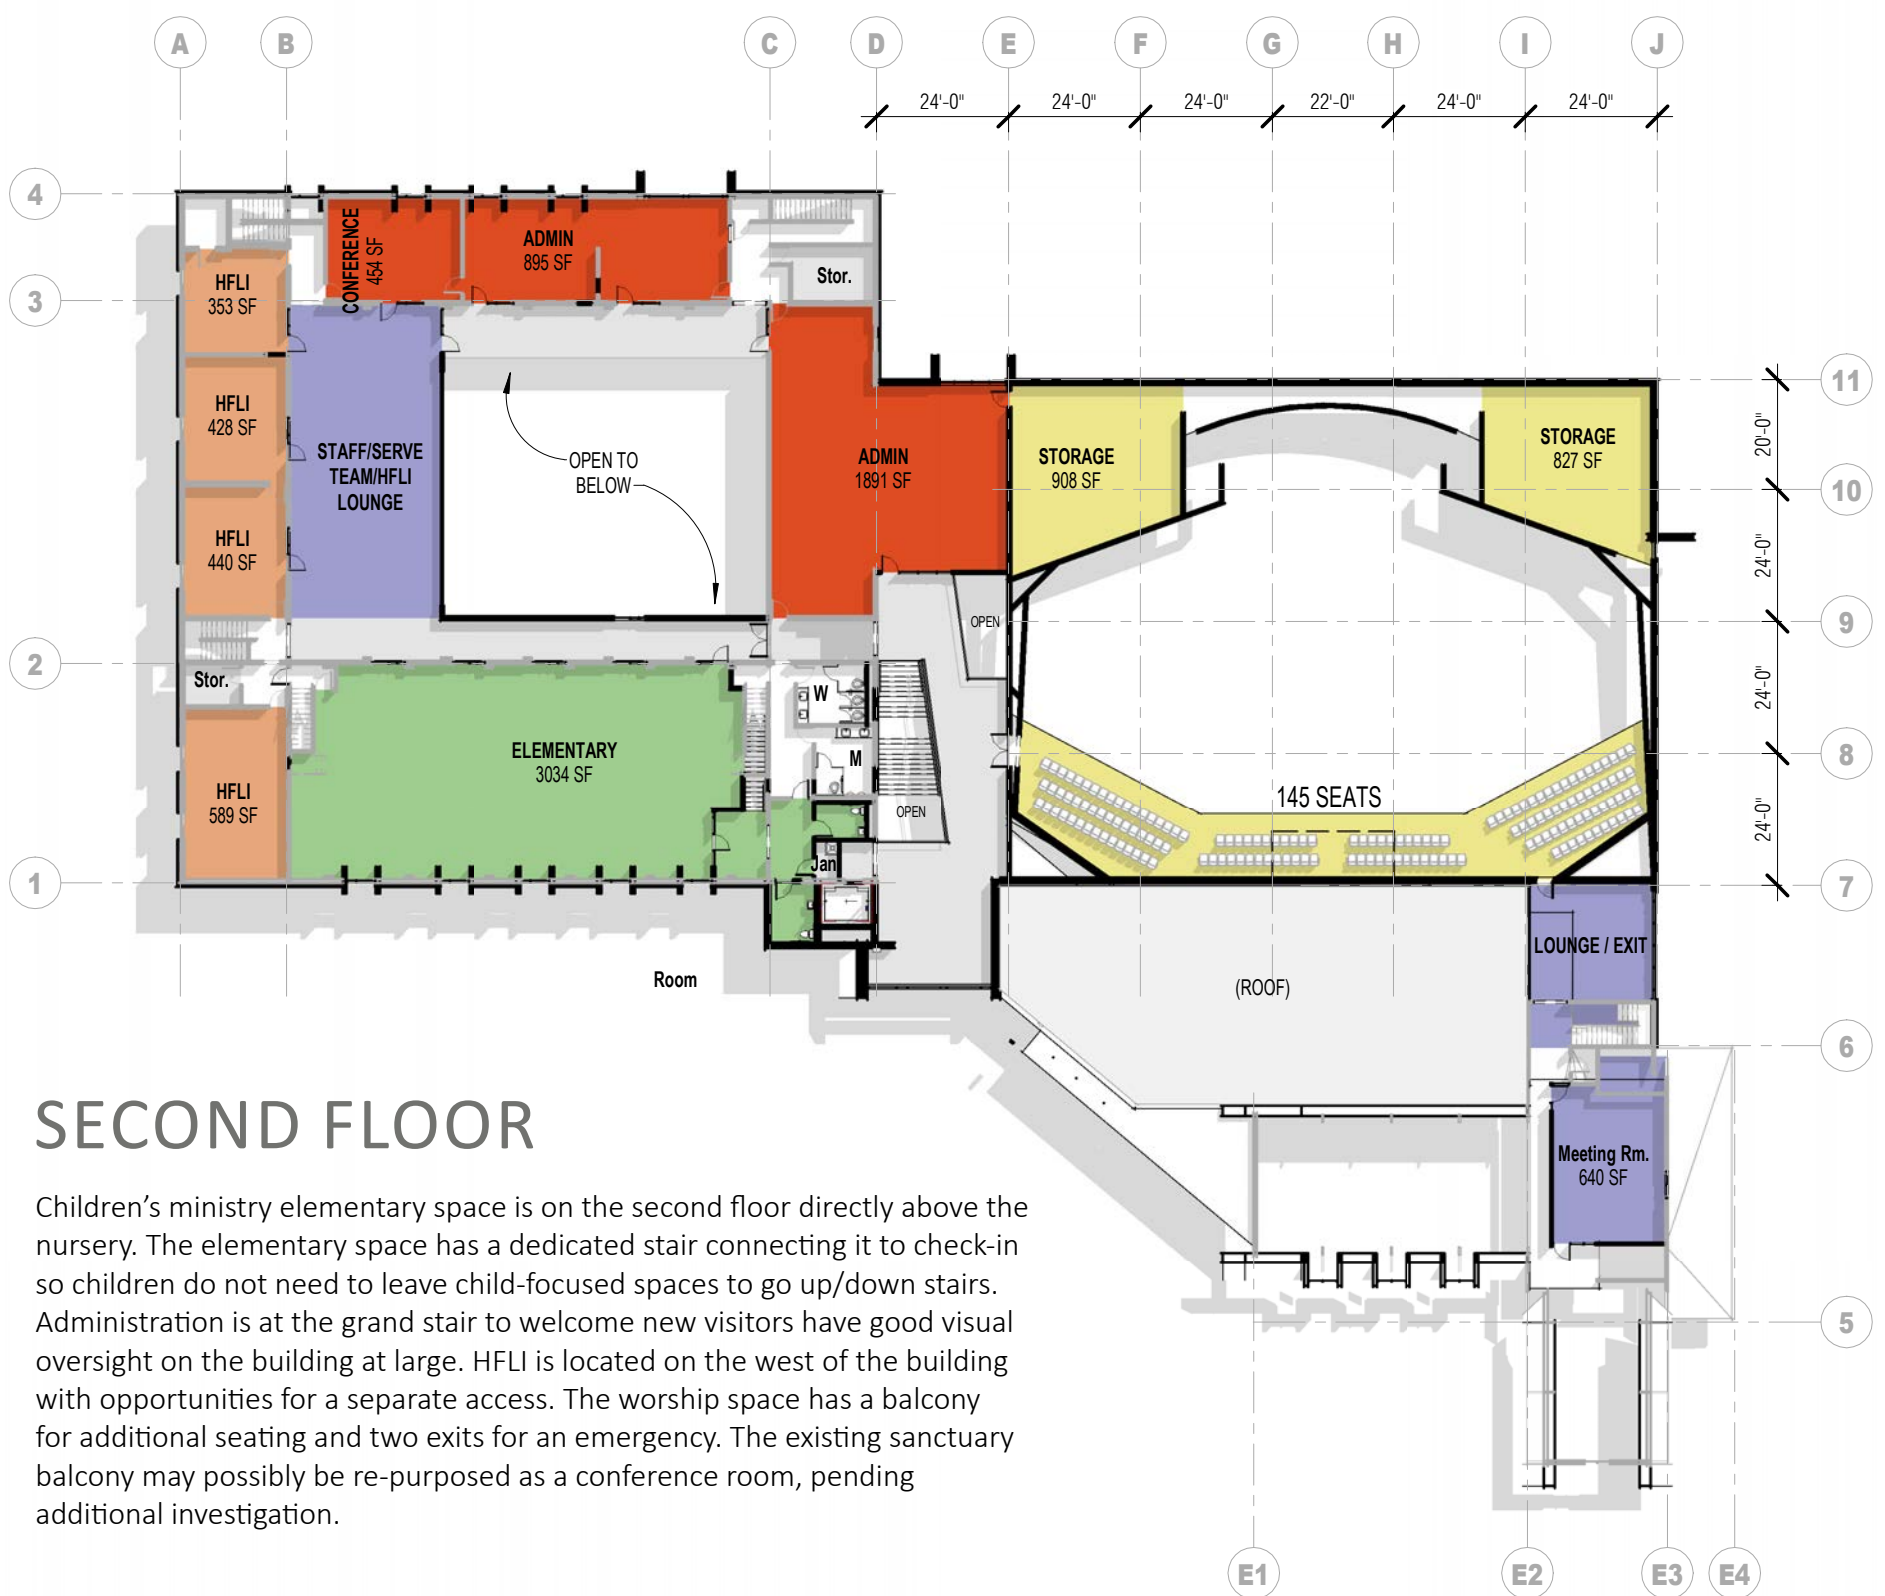 A
B
C
D
E
F
G
H
I
J
24'-0"
24'-0"
24'-0"
22'-0"
24'-0"
24'-0"
4
3
2
1
11
10
9
8
7
6
5
20'-0"
24'-0"
24'-0"
24'-0"
CONFERENCE
454 SF
ADMIN
895 SF
Stor.
HFLI
353 SF
HFLI
428 SF
HFLI
440 SF
STAFF/SERVE
TEAM/HFLI
LOUNGE
OPEN TO
BELOW
ADMIN
1891 SF
STORAGE
908 SF
STORAGE
827 SF
OPEN
Stor.
W
M
ELEMENTARY
3034 SF
HFLI
589 SF
OPEN
Jan
145 SEATS
Room
(ROOF)
LOUNGE / EXIT
Meeting Rm.
640 SF
E1
E2
E3
E4
SECOND FLOOR
Children’s ministry elementary space is on the second floor directly above the
nursery. The elementary space has a dedicated stair connecting it to check-in
so children do not need to leave child-focused spaces to go up/down stairs.
Administration is at the grand stair to welcome new visitors have good visual
oversight on the building at large. HFLI is located on the west of the building
with opportunities for a separate access. The worship space has a balcony
for additional seating and two exits for an emergency. The existing sanctuary
balcony may possibly be re-purposed as a conference room, pending
additional investigation.